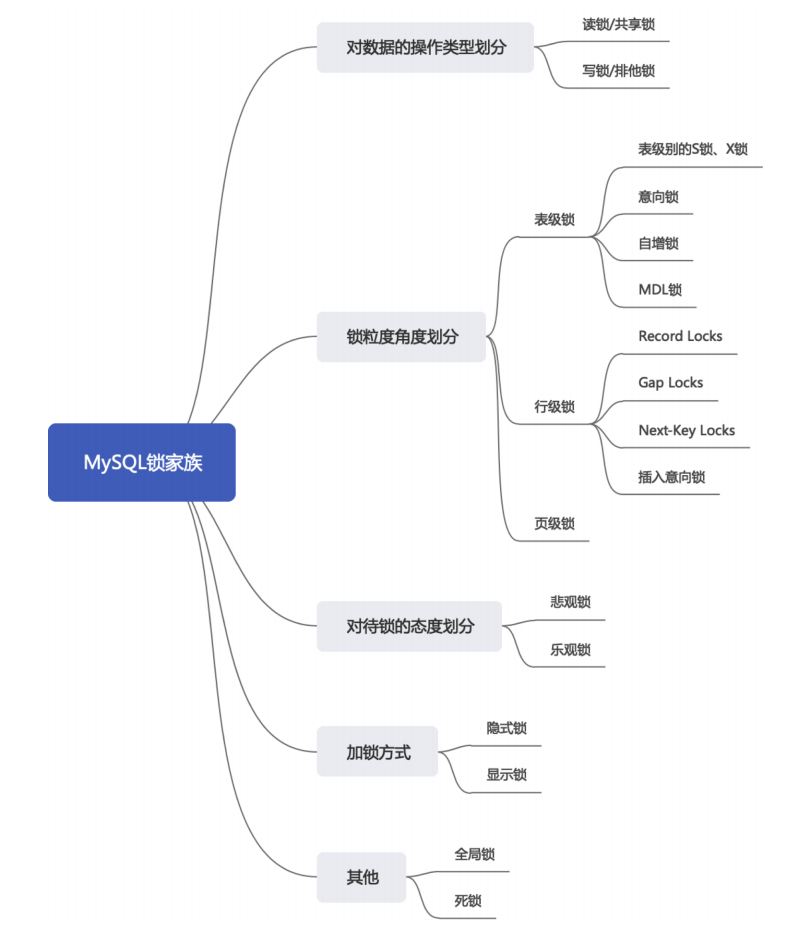 MySQL锁家族
对数据的操作类型划分
读锁/共享锁
写锁/排他锁
锁粒度角度划分
表级锁
表级别的S锁、X锁
意向锁
自增锁
MDL锁
行级锁
Record Locks
Gap Locks
Next-Key Locks
插入意向锁
页级锁
对待锁的态度划分
悲观锁
乐观锁
加锁方式
隐式锁
显示锁
其他
全局锁
死锁